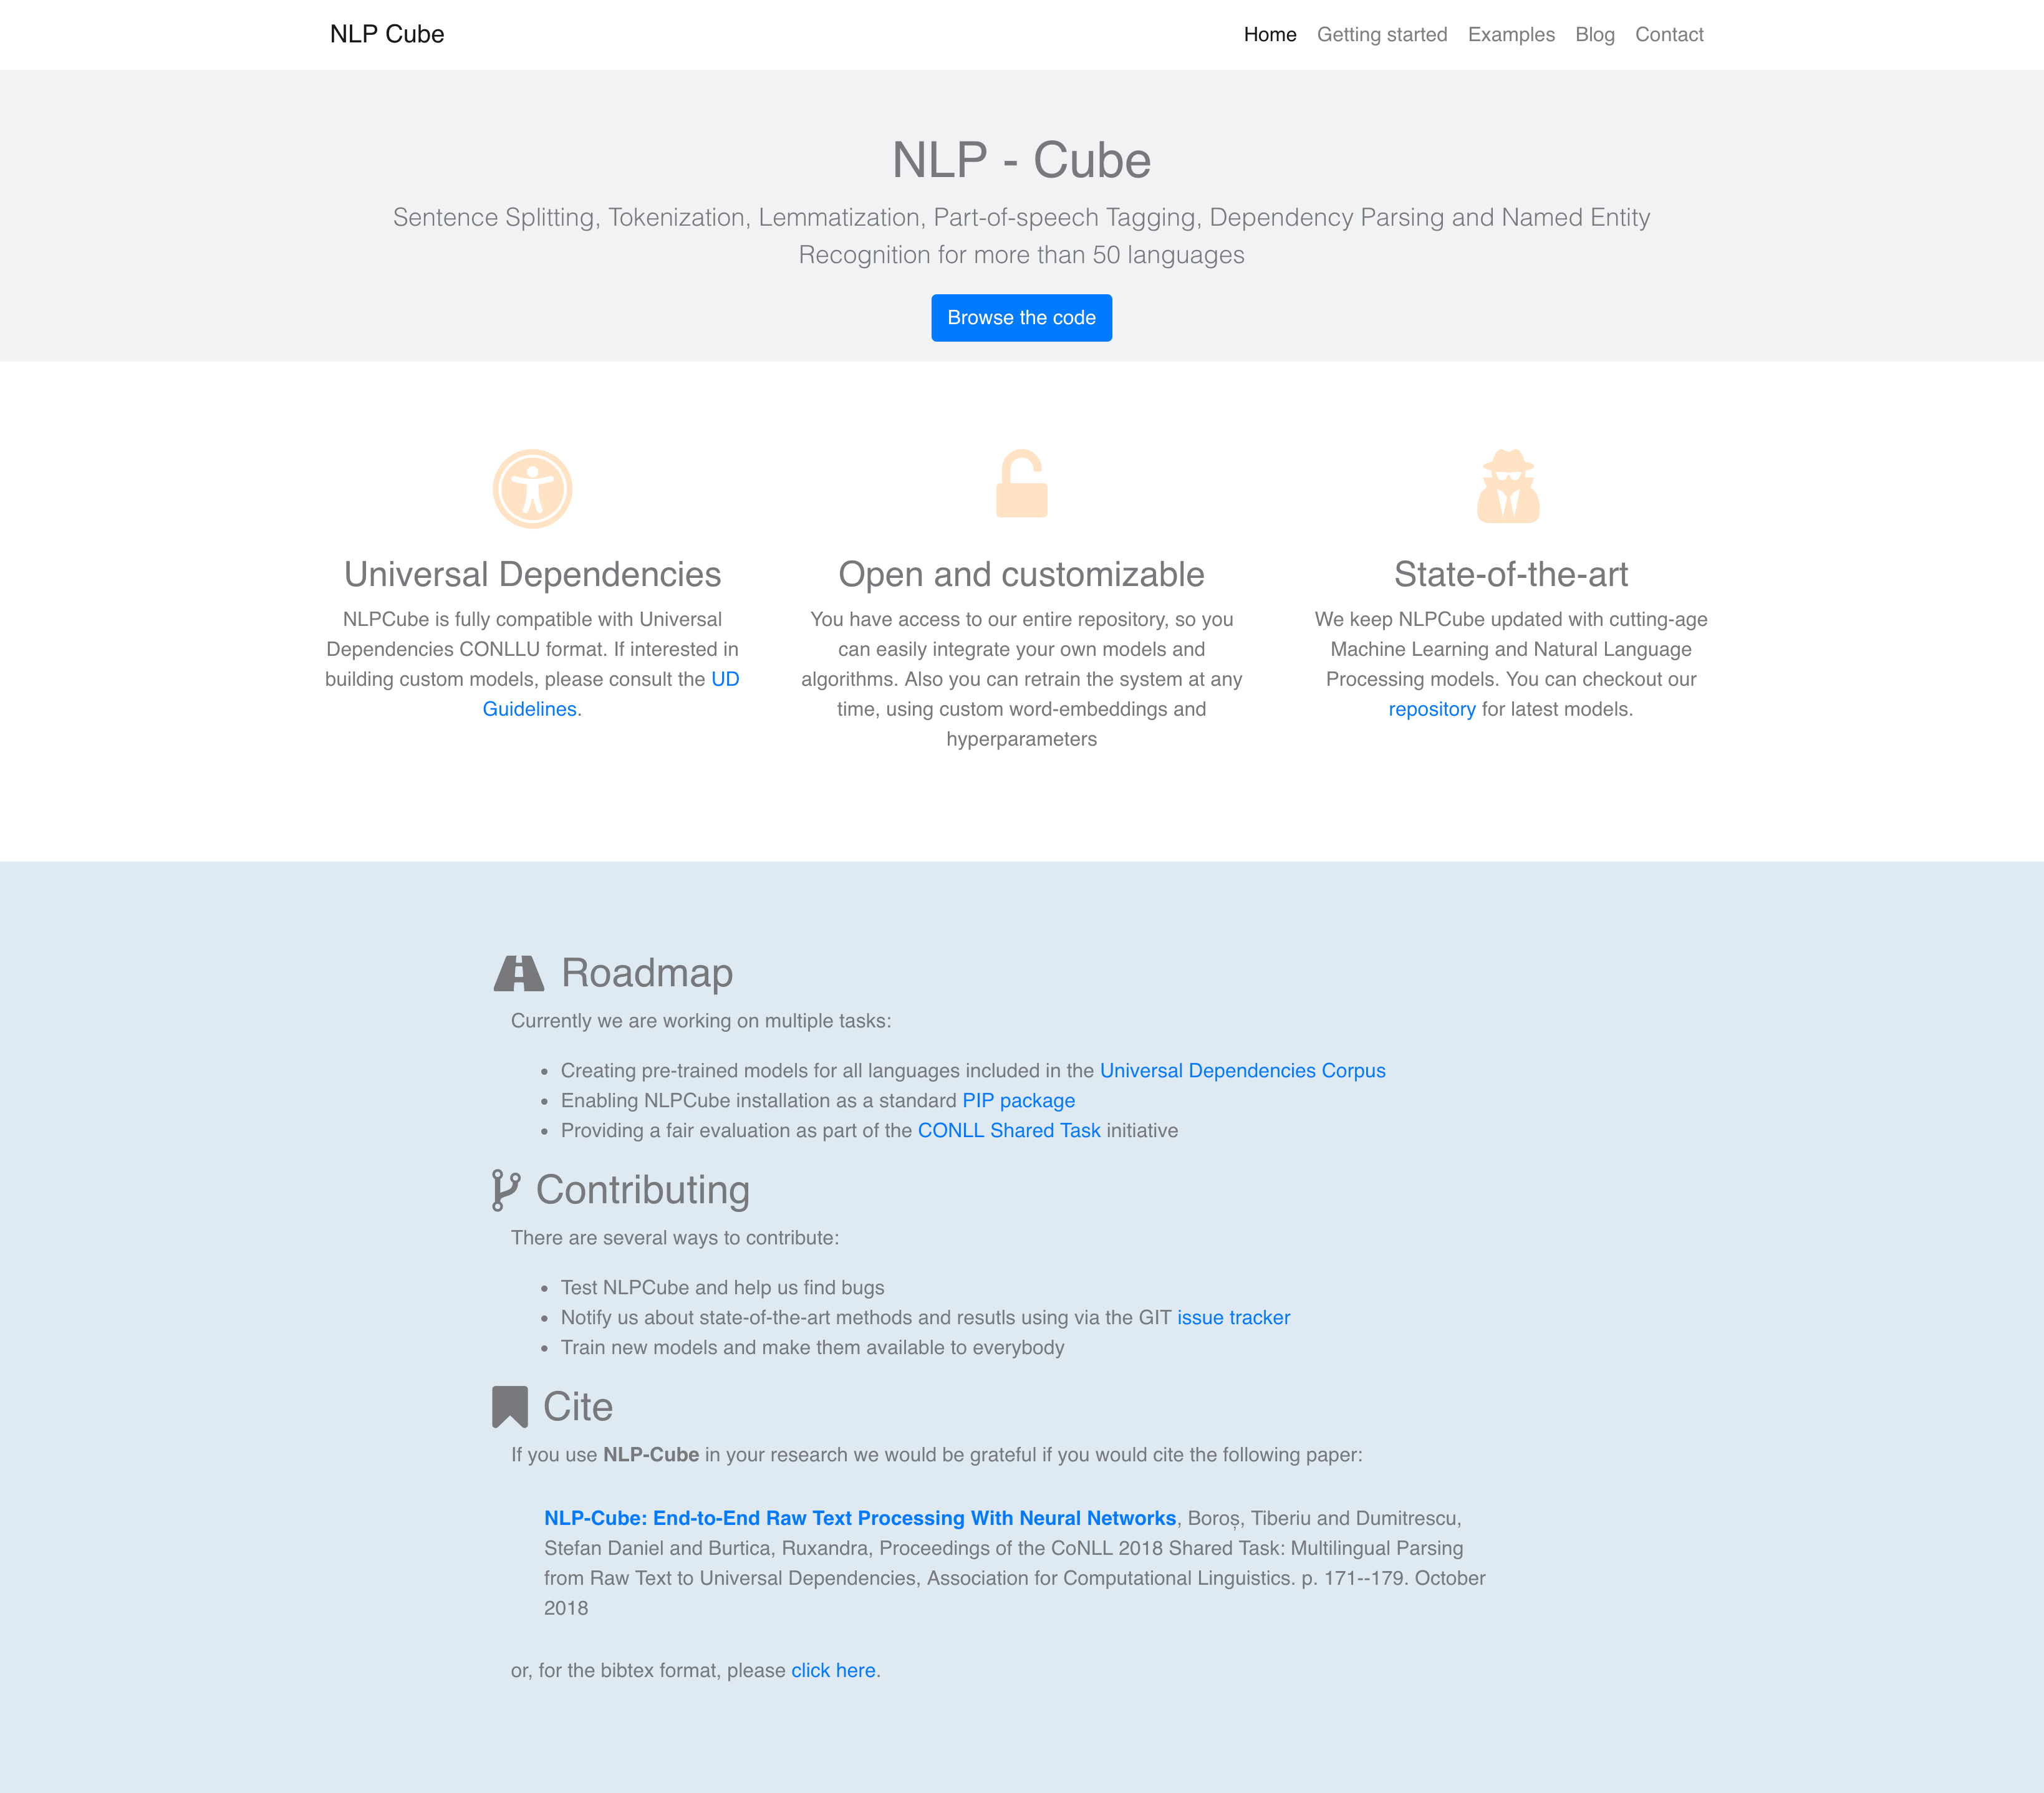 NLP Cube
Home Getting started Examples Blog Contact
NLP - Cube
Sentence Splitting, Tokenization, Lemmatization, Part-of-speech Tagging, Dependency Parsing and Named Entity
Recognition for more than 50 languages
Browse the code
Universal Dependencies
NLPCube is fully compatible with Universal
Dependencies CONLLU format. If interested in
building custom models, please consult the UD
Guidelines.
Open and customizable
You have access to our entire repository, so you
can easily integrate your own models and
algorithms. Also you can retrain the system at any
time, using custom word-embeddings and
hyperparameters
State-of-the-art
We keep NLPCube updated with cutting-age
Machine Learning and Natural Language
Processing models. You can checkout our
repository for latest models.
Roadmap
Currently we are working on multiple tasks:
• Creating pre-trained models for all languages included in the Universal Dependencies Corpus
• Enabling NLPCube installation as a standard PIP package
• Providing a fair evaluation as part of the CONLL Shared Task initiative
Contributing
There are several ways to contribute:
• Test NLPCube and help us find bugs
• Notify us about state-of-the-art methods and resutls using via the GIT issue tracker
• Train new models and make them available to everybody
Cite
If you use NLP-Cube in your research we would be grateful if you would cite the following paper:
NLP-Cube: End-to-End Raw Text Processing With Neural Networks, Boroș, Tiberiu and Dumitrescu,
Stefan Daniel and Burtica, Ruxandra, Proceedings of the CoNLL 2018 Shared Task: Multilingual Parsing
from Raw Text to Universal Dependencies, Association for Computational Linguistics. p. 171--179. October
2018
or, for the bibtex format, please click here.